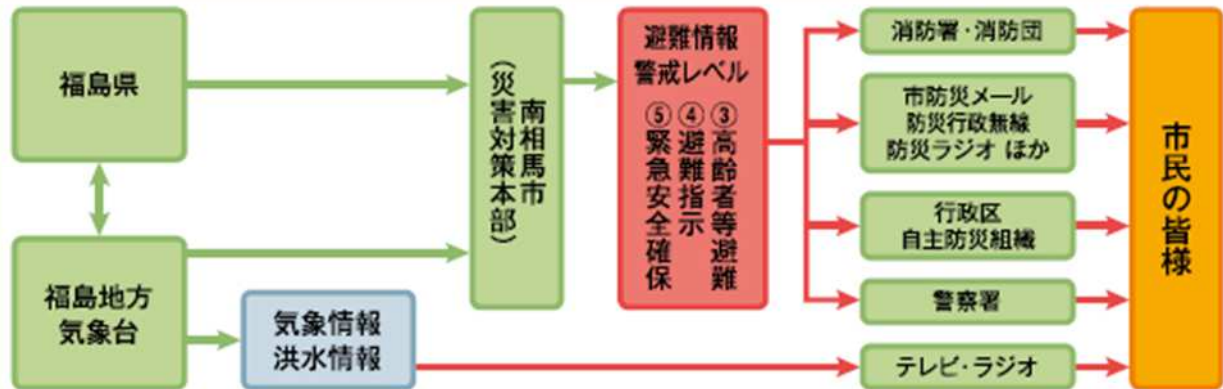 福島県
福島地方
気象台
気象情報
洪水情報
南相馬市
(災害対策本部)
避難情報
警戒レベル
③高齢者等避難
④避難指示
⑤緊急安全確保
消防署・消防団
市防災メール
防災行政無線
防災ラジオ ほか
行政区
自主防災組織
警察署
テレビ・ラジオ
市民の皆様